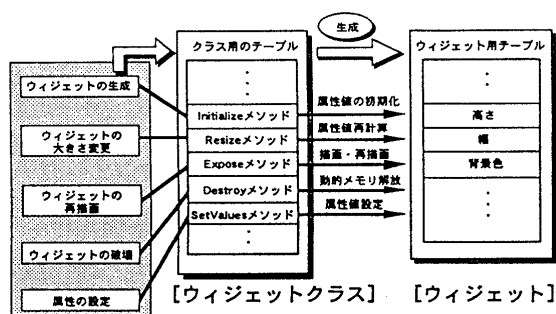 生成
クラス用のテーブル
ウィジェット用テーブル
ウィジェットの生成
ウィジェットの
大きさ変更
ウィジェットの
再描画
ウィジェットの破壊
属性の設定
Initializeメソッド
Resizeメソッド
Exposeメソッド
Destroyメソッド
SetValuesメソッド
属性値の初期化
属性値再計算
描画・再描画
動的メモリ解放
属性値設定
高さ
幅
背景色
[ウィジェットクラス]
[ウィジェット]